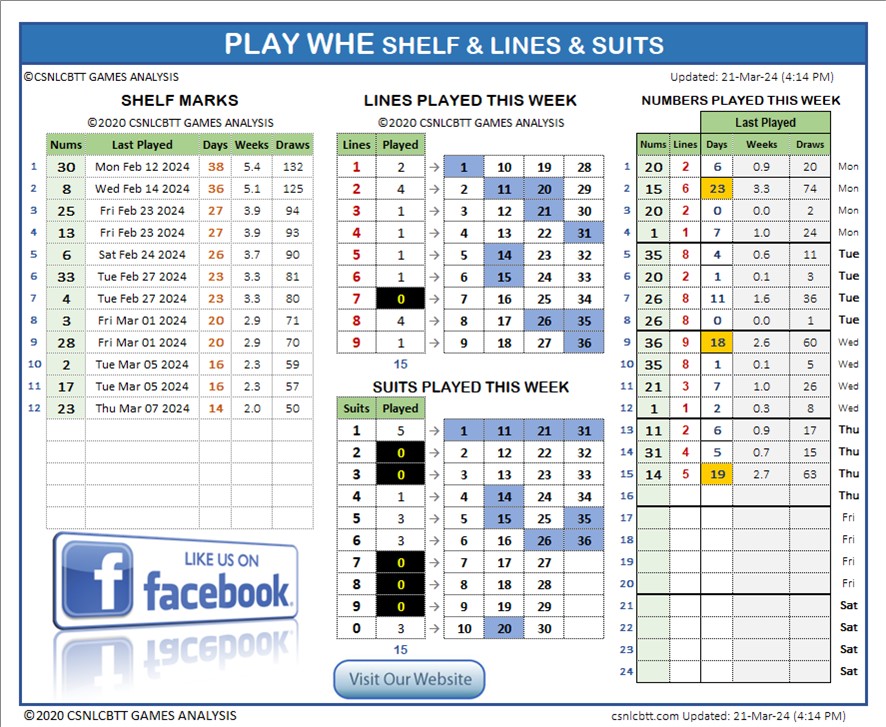 PLAY WHE SHELF & LINES & SUITS
©CSNLCBTT GAMES ANALYSIS
Updated: 21-Mar-24 (4:14 PM)
SHELF MARKS
©2020 CSNLCBTT GAMES ANALYSIS
Nums Last Played Days Weeks Draws
1 30 Mon Feb 12 2024 38 5.4 132
2 8 Wed Feb 14 2024 36 5.1 125
3 25 Fri Feb 23 2024 27 3.9 94
4 13 Fri Feb 23 2024 27 3.9 93
5 6 Sat Feb 24 2024 26 3.7 90
6 33 Tue Feb 27 2024 23 3.3 81
7 4 Tue Feb 27 2024 23 3.3 80
8 3 Fri Mar 01 2024 20 2.9 71
9 28 Fri Mar 01 2024 20 2.9 70
10 2 Tue Mar 05 2024 16 2.3 59
11 17 Tue Mar 05 2024 16 2.3 57
12 23 Thu Mar 07 2024 14 2.0 50
LIKE US ON
facebook
LINES PLAYED THIS WEEK
©2020 CSNLCBTT GAMES ANALYSIS
Lines Played
1 2 → 1 10 19 28
2 4 → 2 11 20 29
3 1 → 3 12 21 30
4 1 → 4 13 22 31
5 1 → 5 14 23 32
6 1 → 6 15 24 33
7 0 → 7 16 25 34
8 4 → 8 17 26 35
9 1 → 9 18 27 36
15
SUITS PLAYED THIS WEEK
Suits Played
1 5 → 1 11 21 31
2 0 → 2 12 22 32
3 0 → 3 13 23 33
4 1 → 4 14 24 34
5 3 → 5 15 25 35
6 3 → 6 16 26 36
7 0 → 7 17 27
8 0 → 8 18 28
9 0 → 9 19 29
0 3 → 10 20 30
15
Visit Our Website
NUMBERS PLAYED THIS WEEK
Last Played
Nums Lines Days Weeks Draws
1 20 2 6 0.9 20 Mon
2 15 6 23 3.3 74 Mon
3 20 2 0 0.0 2 Mon
4 1 1 7 1.0 24 Mon
5 35 8 4 0.6 11 Tue
6 20 2 1 0.1 3 Tue
7 26 8 11 1.6 36 Tue
8 26 8 0 0.0 1 Tue
9 36 9 18 2.6 60 Wed
10 35 8 1 0.1 5 Wed
11 21 3 7 1.0 26 Wed
12 1 1 2 0.3 8 Wed
13 11 2 6 0.9 17 Thu
14 31 4 5 0.7 15 Thu
15 14 5 19 2.7 63 Thu
16 Thu
17 Fri
18 Fri
19 Fri
20 Fri
21 Sat
22 Sat
23 Sat
24 Sat
©2020 CSNLCBTT GAMES ANALYSIS
csnlcbtt.com Updated: 21-Mar-24 (4:14 PM)